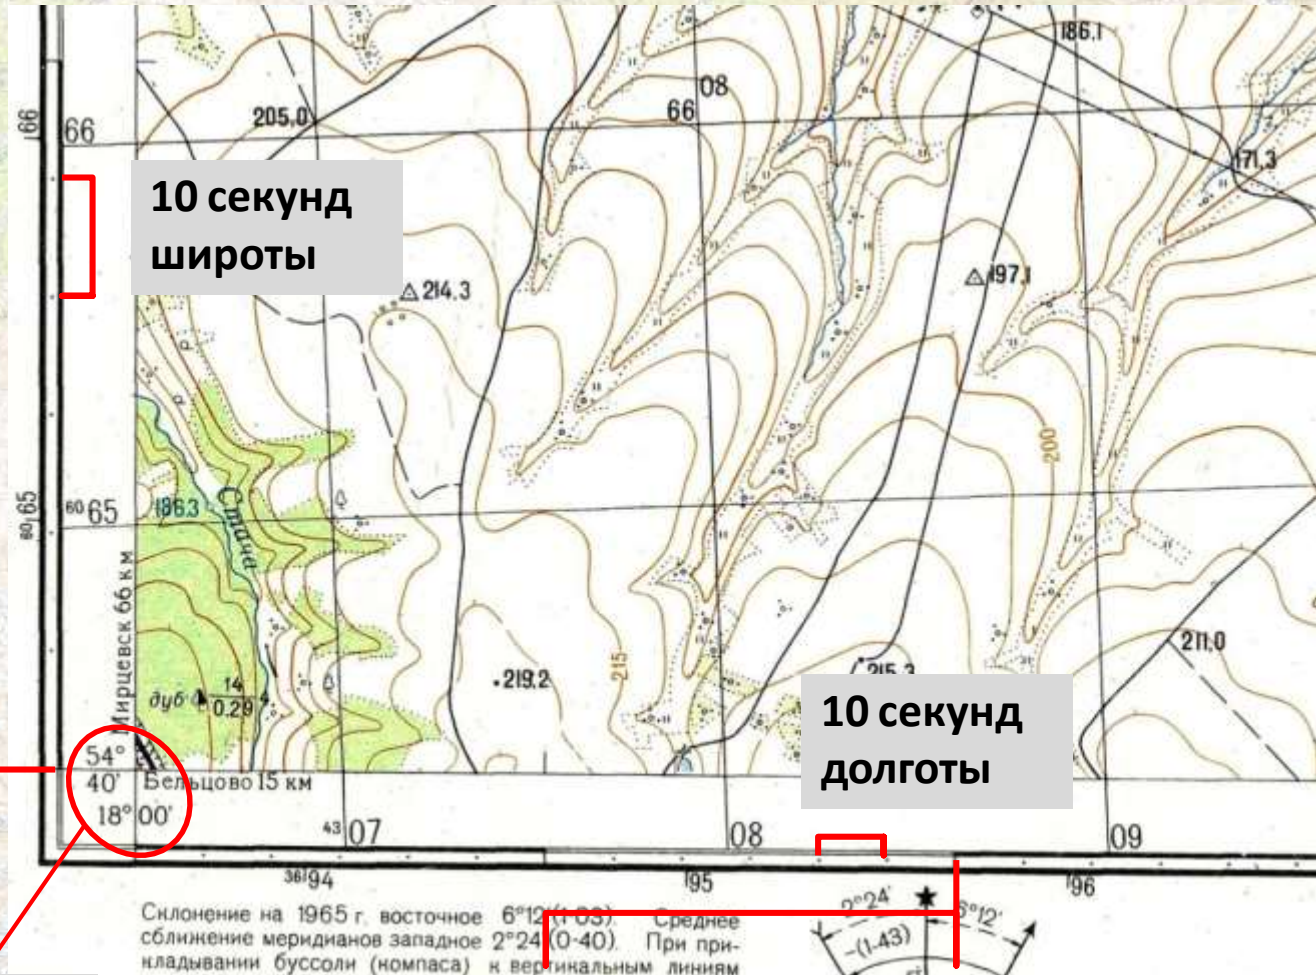 186.1
08
66
66
66
205.0
171.3
10 секунд
широты
214.3
197.1
200
60 65
60 65
186.3
Стача
Мирцевск 66 км
211.0
219.2
215
215.3
дуб 14 4
0.29
10 секунд
долготы
54°
40' Бельцово 15 км
18°00'
43 07
08
09
36 94
95
96
Склонение на 1965 г. восточное 6°12' (1-03). Среднее
сближение меридианов западное 2°24' (0-40). При при-
кладывании буссоли (компаса) к вертикальным линиям
2°24'
6°12'
-(1-43)